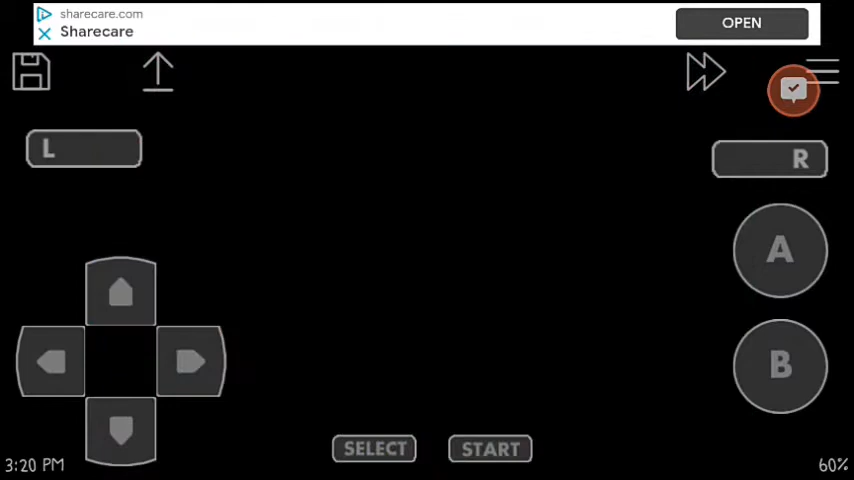 sharecare.com
Sharecare
OPEN
L
R
A
B
SELECT
START
3:20 PM
60%